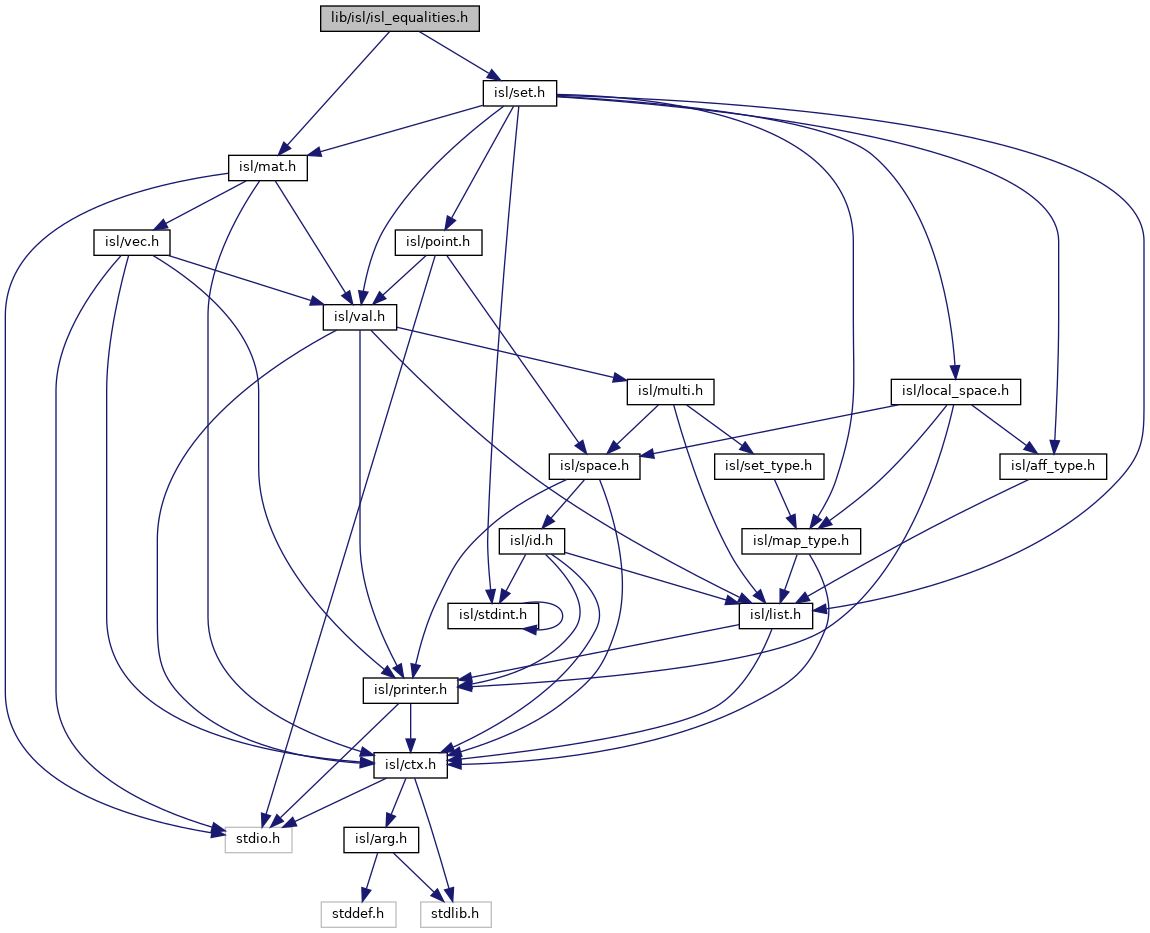 lib/isl/isl_equalities.h
isl/set.h
isl/mat.h
isl/vec.h
isl/point.h
isl/val.h
isl/multi.h
isl/local_space.h
isl/space.h
isl/set_type.h
isl/aff_type.h
isl/id.h
isl/map_type.h
isl/stdint.h
isl/list.h
isl/printer.h
isl/ctx.h
stdio.h
isl/arg.h
stddef.h
stdlib.h